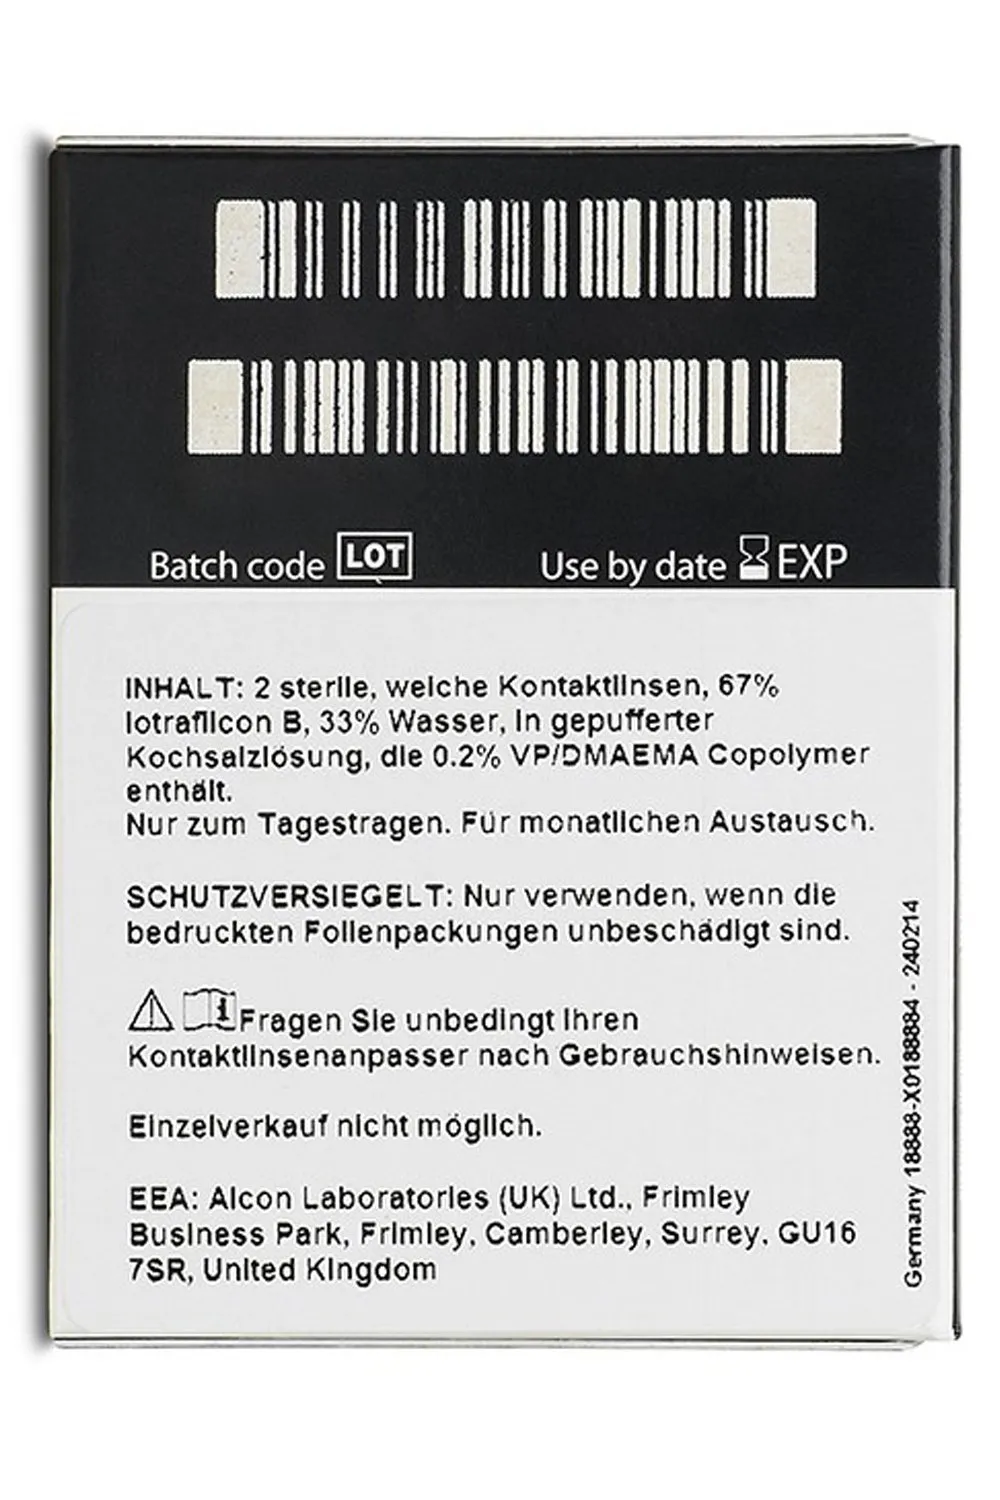 Batch code LOT
Use by date EXP
INHALT: 2 sterile, weiche Kontaktlinsen, 67%
lotrafilcon B, 33% Wasser, in gepufferter
Kochsalzlösung, die 0.2% VP/DMAEMA Copolymer
enthält.
Nur zum Tagestragen. Für monatlichen Austausch.
SCHUTZVERSIEGELT: Nur verwenden, wenn die
bedruckten Folienpackungen unbeschädigt sind.
Fragen Sie unbedingt Ihren
Kontaktlinsenanpasser nach Gebrauchshinweisen.
Einzelverkauf nicht möglich.
EEA: Alcon Laboratories (UK) Ltd., Frimley
Business Park, Frimley, Camberley, Surrey, GU16
7SR, United Kingdom
Germany 18888-X0188884 - 240214